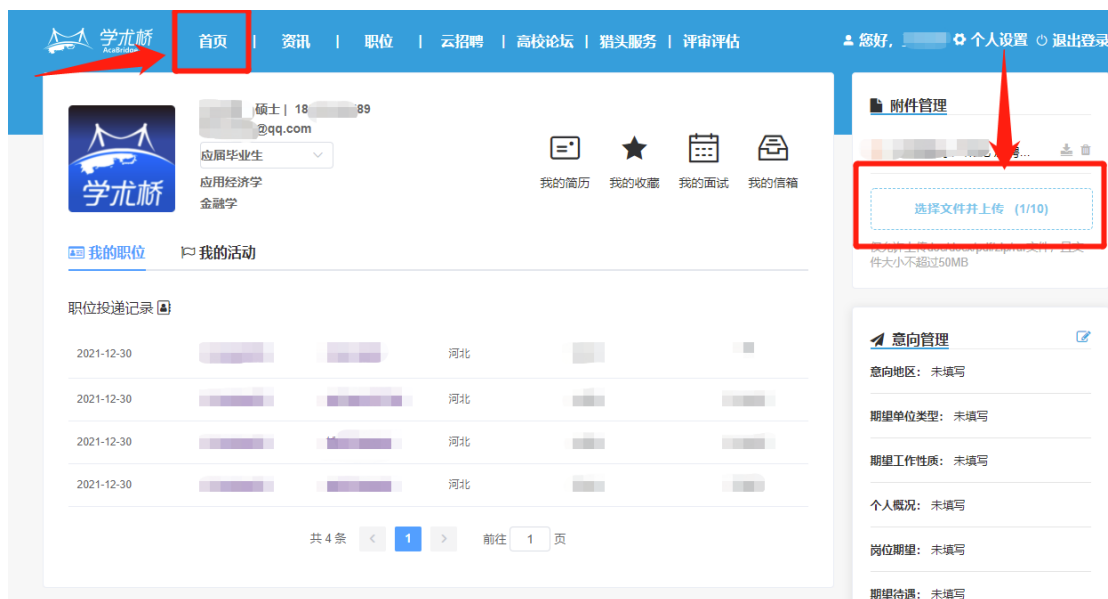 学术桥
AcaBridge
首页 | 资讯 | 职位 | 云招聘 | 高校论坛 | 猎头服务 | 评审评估
您好, 个人设置 退出登录
硕士 | 18 89
@qq.com
应届毕业生
应用经济学
金融学
学术桥
我的简历 我的收藏 我的面试 我的信箱
我的职位 我的活动
职位投递记录
2021-12-30 河北
2021-12-30 河北
2021-12-30 河北
2021-12-30 河北
共 4 条 1 前往 1 页
附件管理
选择文件并上传 (1/10)
件大小不超过50MB
意向管理
意向地区: 未填写
期望单位类型: 未填写
期望工作性质: 未填写
个人概况: 未填写
岗位期望: 未填写
期望待遇: 未填写